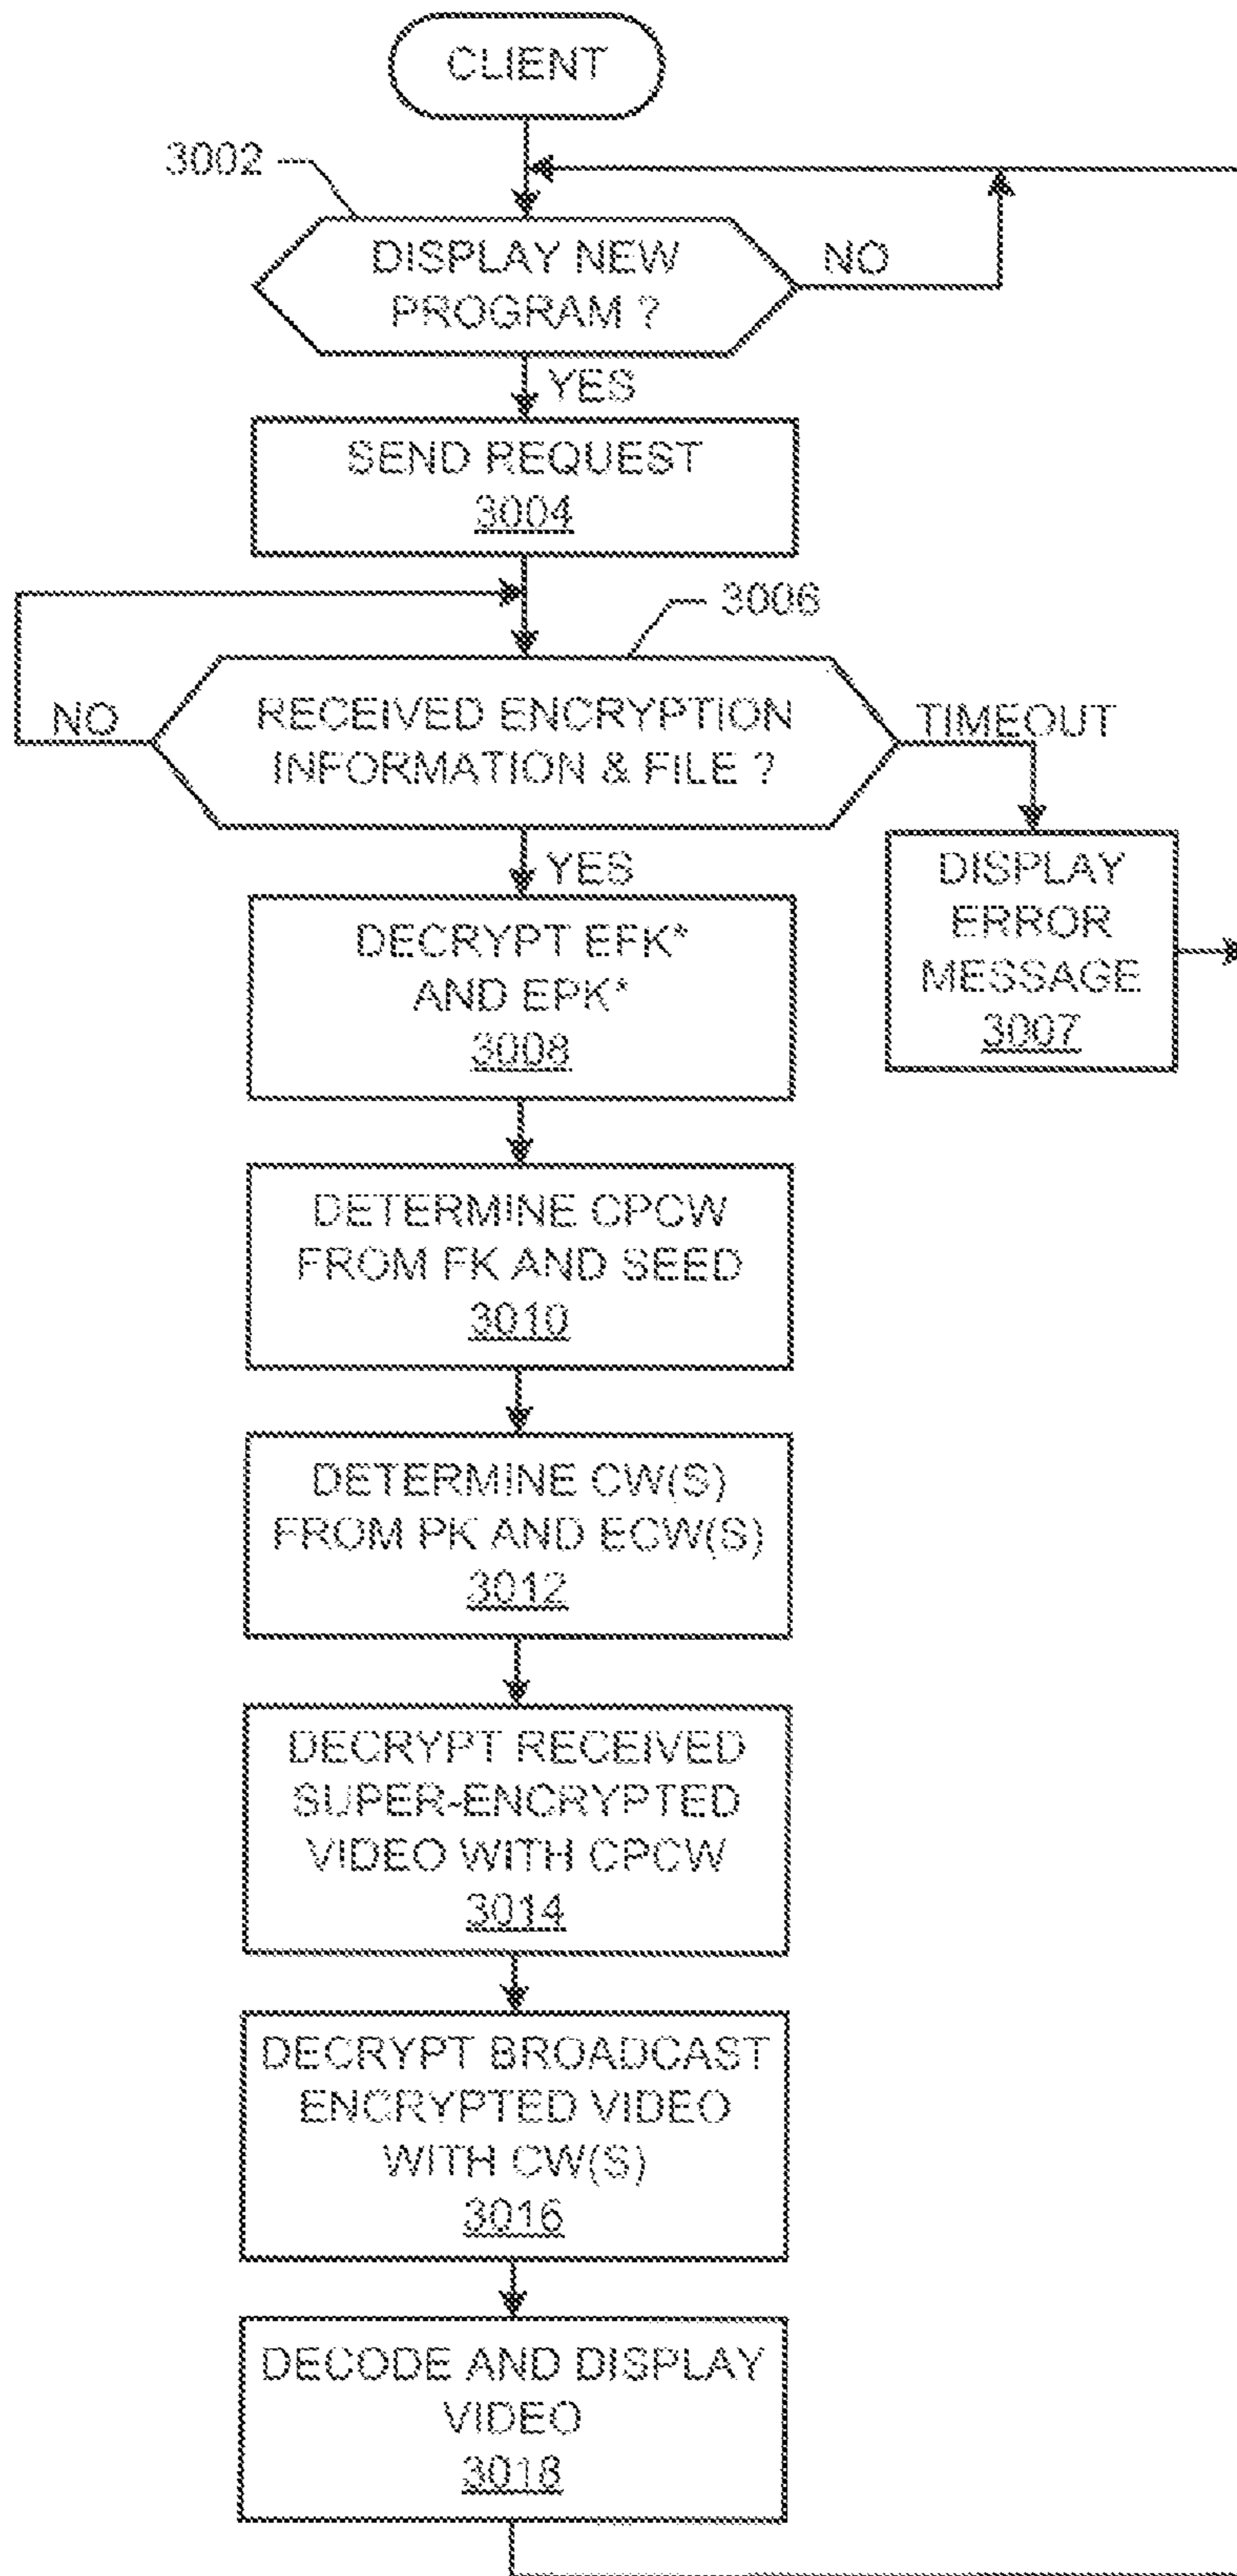 CLIENT
3002
DISPLAY NEW
PROGRAM ?
NO
YES
SEND REQUEST
3004
3006
RECEIVED ENCRYPTION
INFORMATION & FILE ?
NO
TIMEOUT
YES
DISPLAY
ERROR
MESSAGE
3007
DECRYPT EFK*
AND EPK*
3008
DETERMINE CPCW
FROM FK AND SEED
3010
DETERMINE CW(S)
FROM PK AND ECW(S)
3012
DECRYPT RECEIVED
SUPER-ENCRYPTED
VIDEO WITH CPCW
3014
DECRYPT BROADCAST
ENCRYPTED VIDEO
WITH CW(S)
3016
DECODE AND DISPLAY
VIDEO
3018